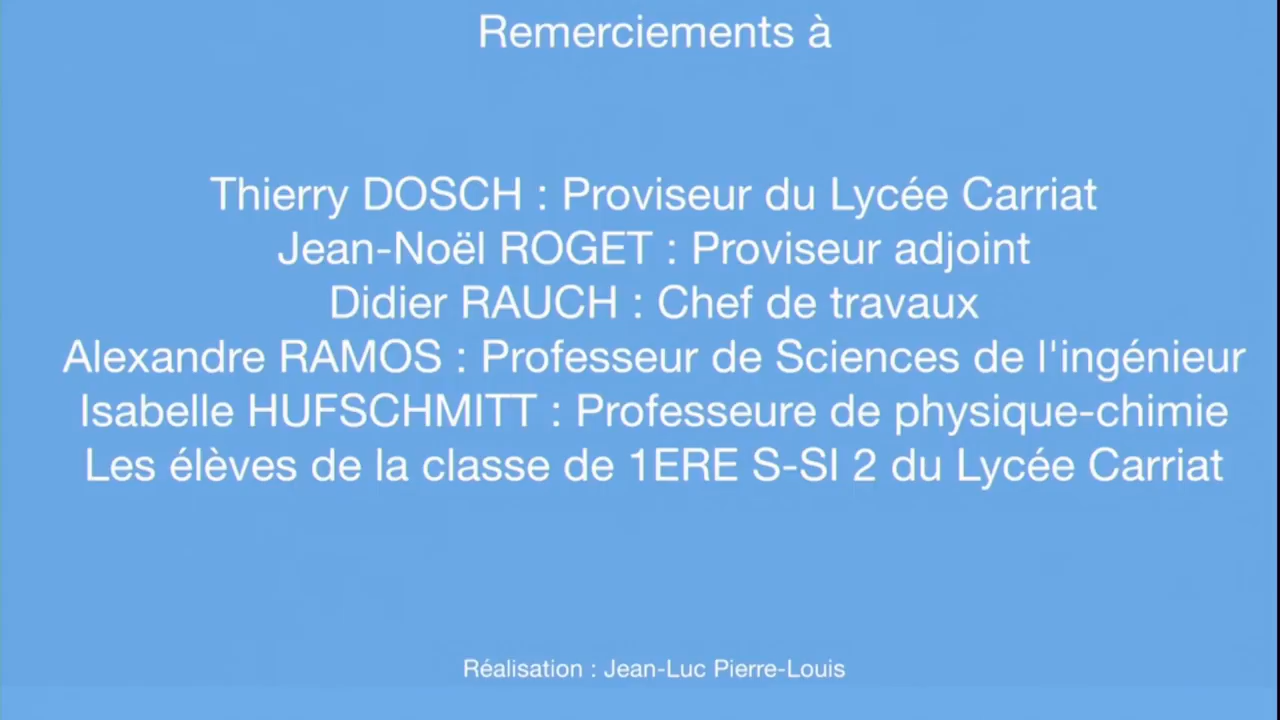 Remerciements à
Thierry DOSCH : Proviseur du Lycée Carriat
Jean-Noël ROGET : Proviseur adjoint
Didier RAUCH : Chef de travaux
Alexandre RAMOS : Professeur de Sciences de l'ingénieur
Isabelle HUFSCHMITT : Professeure de physique-chimie
Les élèves de la classe de 1ERE S-SI 2 du Lycée Carriat
Réalisation : Jean-Luc Pierre-Louis